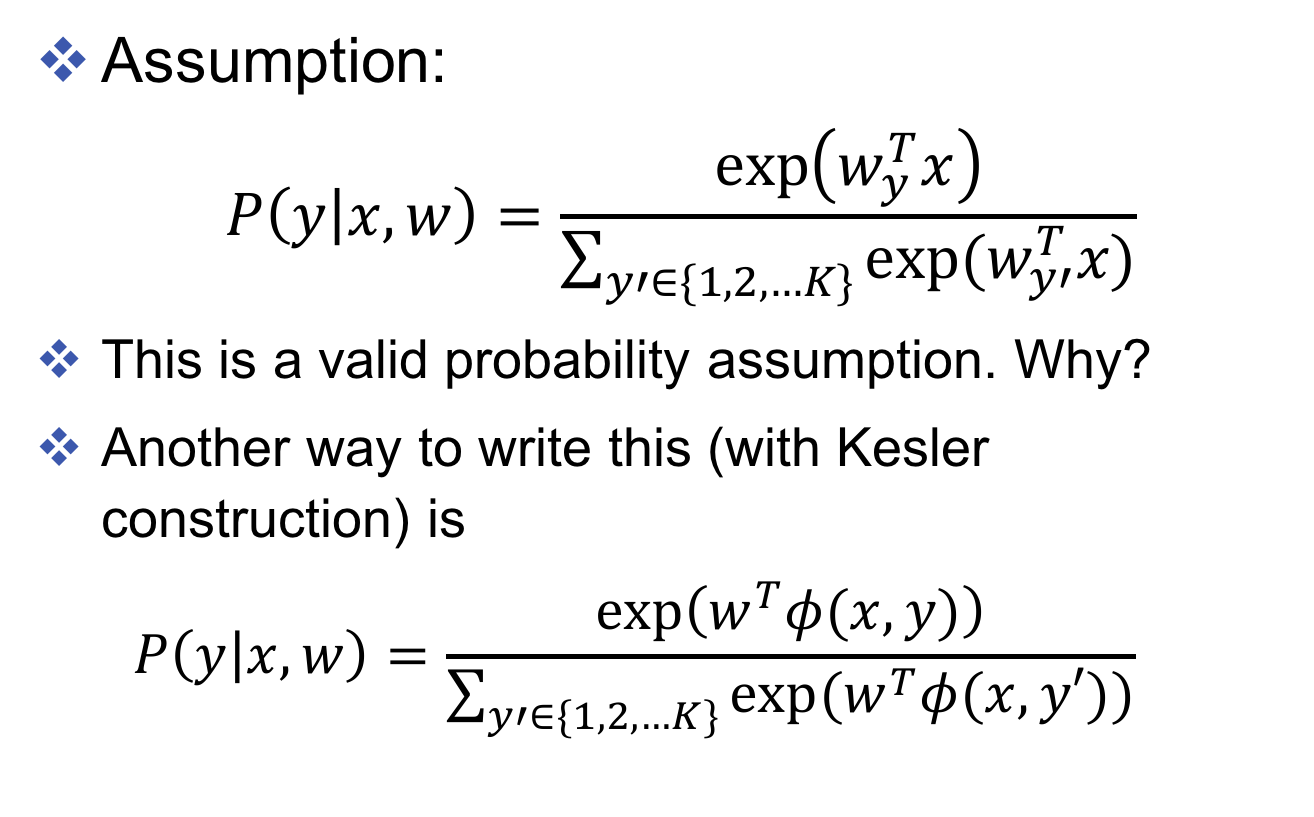 ❖ Assumption:
P(y|x, w) = exp(w_y^T x) / ∑_{y′∈{1,2,…K}} exp(w_{y′}^T x)
❖ This is a valid probability assumption. Why?
❖ Another way to write this (with Kesler
construction) is
P(y|x, w) = exp(w^T ϕ(x, y)) / ∑_{y′∈{1,2,…K}} exp(w^T ϕ(x, y′))